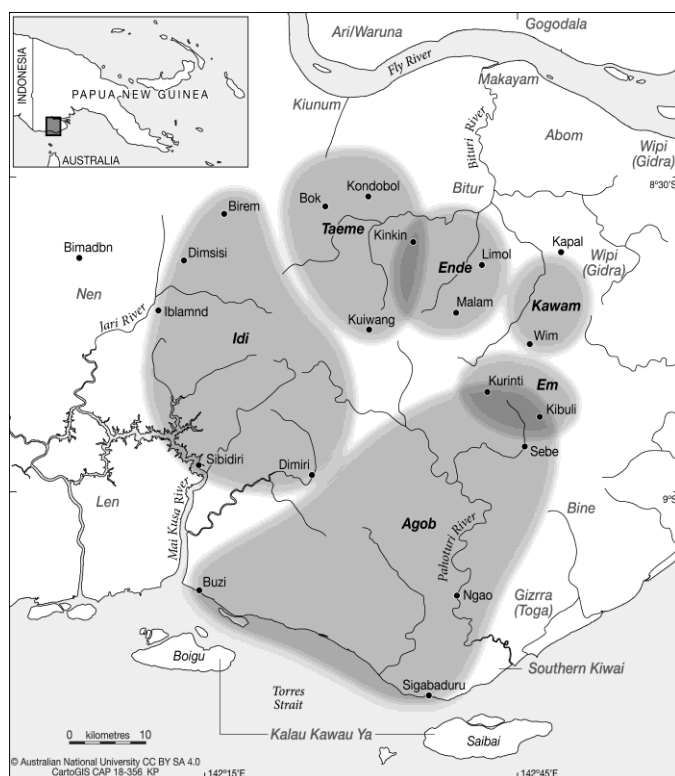 INDONESIA
PAPUA NEW GUINEA
AUSTRALIA
Ari/Waruna
Gogodala
Fly River
Makayam
Kiunum
Bituri River
Abom
Wipi
(Gidra)
8°30'S
Bitur
Kondobol
Bok
Birem
Taeme
Kinkin
Kapal
Wipi
(Gidra)
Bimadbn
Dimsisi
Limol
Ende
Nen
Kawam
Jari River
Iblamnd
Malam
Kuiwang
Idi
Wim
Em
Kurinti
Kibuli
Sebe
Sibidiri
Dimiri
9°S
Len
Mai Kusa River
Agob
Bine
Pahoturi River
Buzi
Ngao
Gizrra
(Toga)
Boigu
Southern Kiwai
Sigabaduru
Torres
Strait
Kalau Kawau Ya
Saibai
0 kilometres 10
© Australian National University CC BY SA 4.0
CartoGIS CAP 18-356 KP
142°15'E
142°45'E